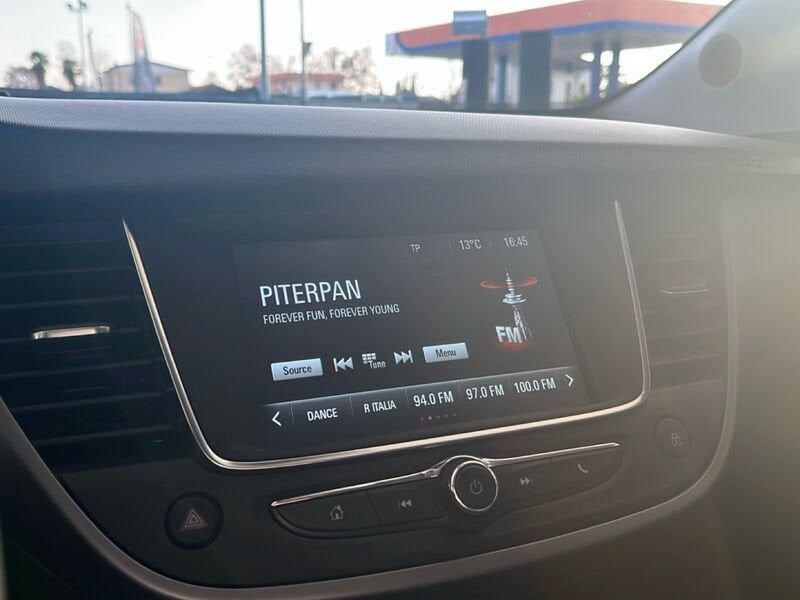 TP 13°C 16:45
PITERPAN
FOREVER FUN, FOREVER YOUNG
FM
Source Tune Menu
DANCE R ITALIA 94.0 FM 97.0 FM 100.0 FM